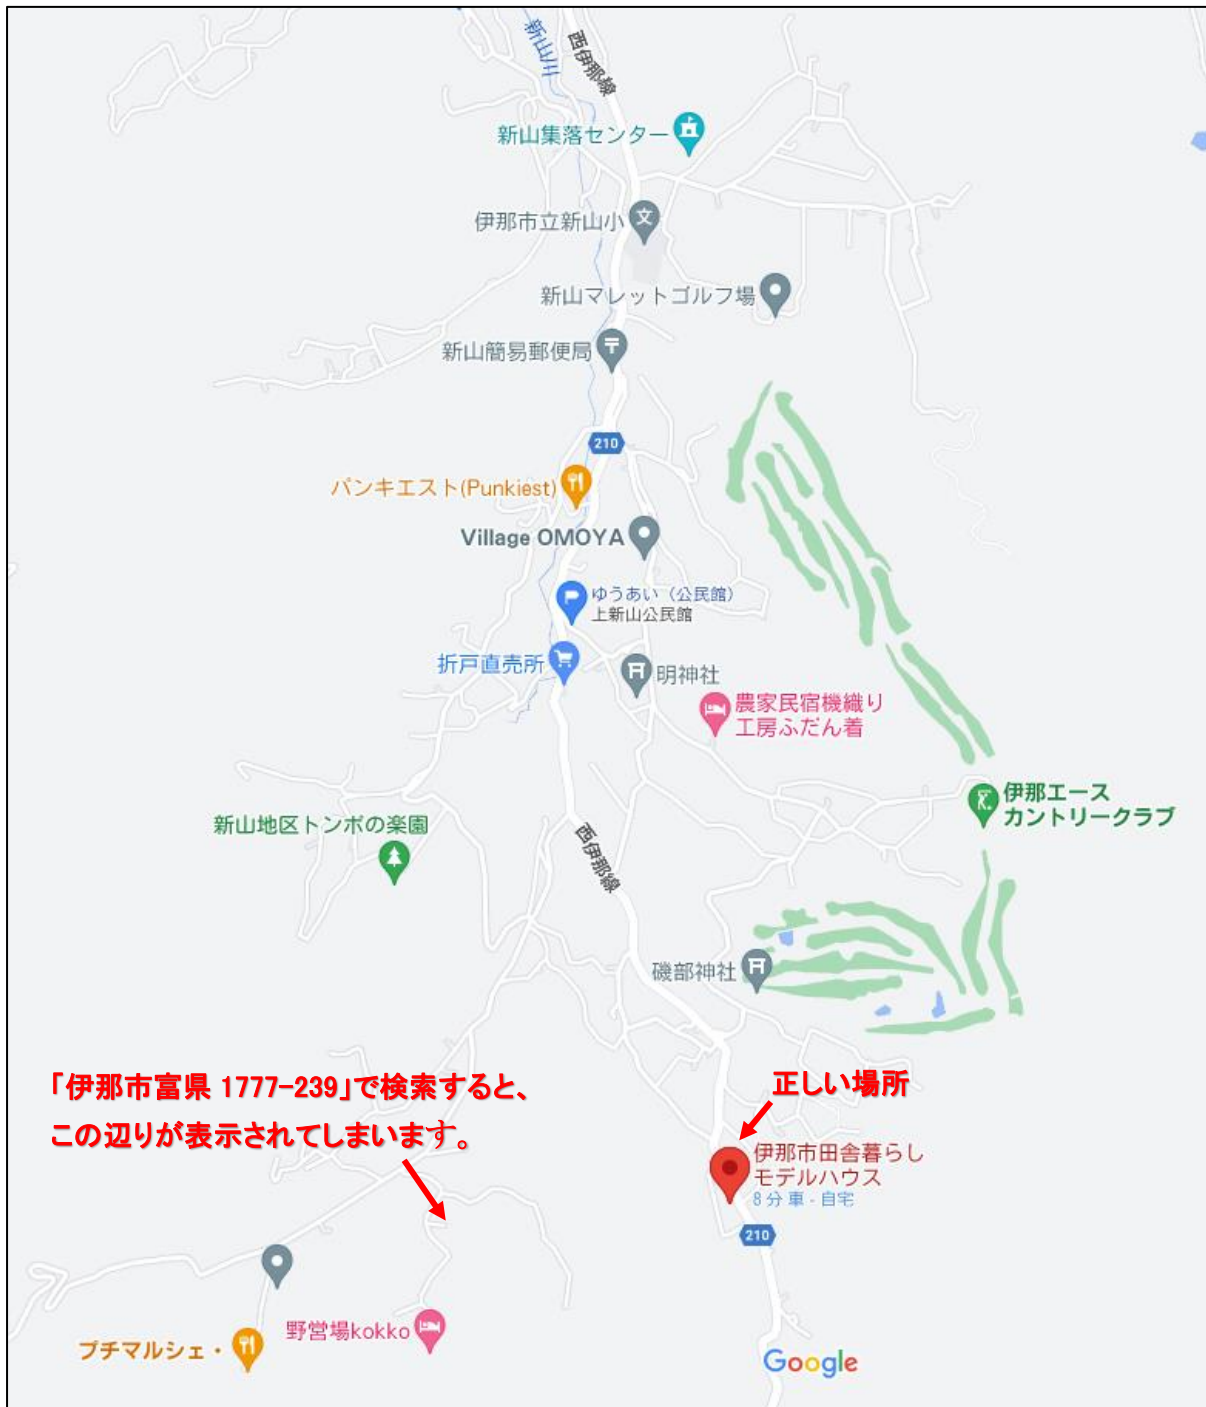 新山川
西伊那線
新山集落センター
伊那市立新山小
文
新山マレットゴルフ場
新山簡易郵便局
210
パンキエスト(Punkiest)
Village OMOYA
ゆうあい（公民館）
上新山公民館
折戸直売所
明神社
農家民宿機織り
工房ふだん着
伊那エース
カントリークラブ
新山地区トンボの楽園
西伊那線
磯部神社
「伊那市富県 1777-239」で検索すると、
この辺りが表示されてしまいます。
正しい場所
伊那市田舎暮らし
モデルハウス
8 分 車 - 自宅
210
野営場kokko
プチマルシェ・
Google